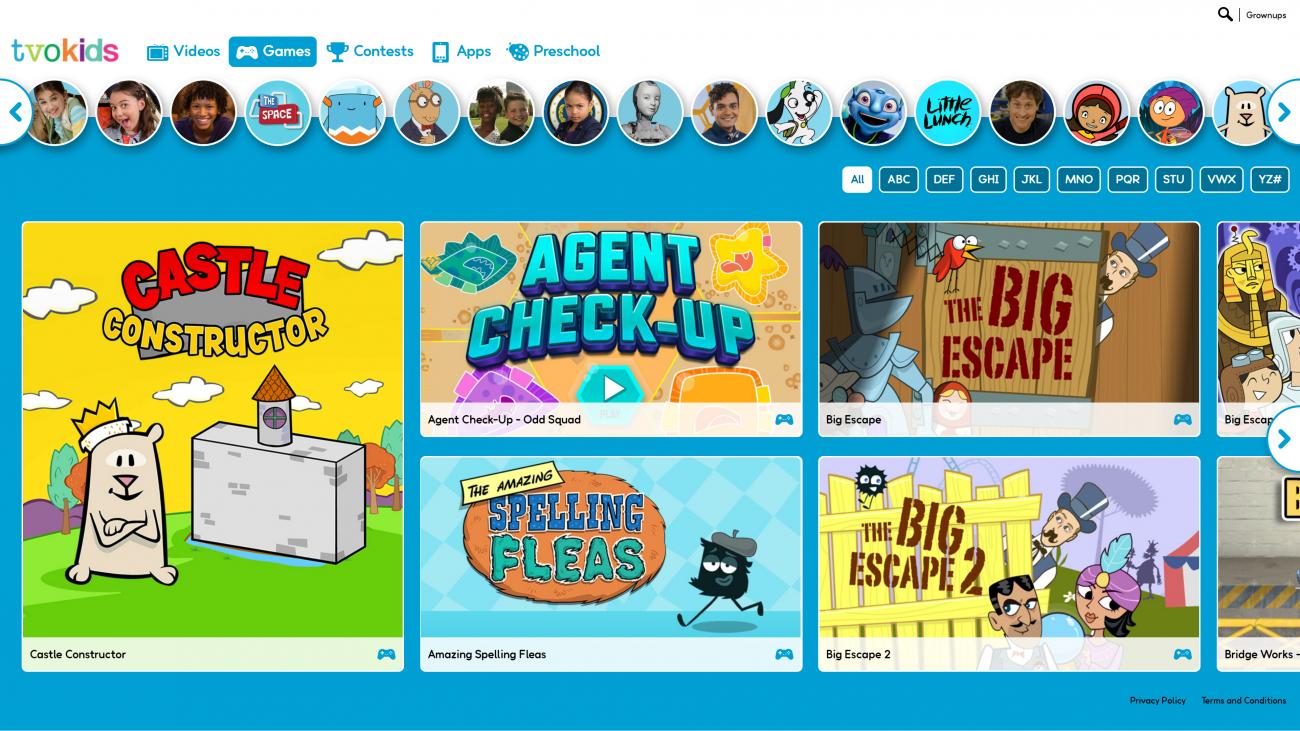 Grownups
tvokids
Videos
Games
Contests
Apps
Preschool
THE
SPACE
LITTLE
LUNCH
All
ABC
DEF
GHI
JKL
MNO
PQR
STU
VWX
YZ#
CASTLE
CONSTRUCTOR
Castle Constructor
AGENT
CHECK-UP
PLAY
Agent Check-Up - Odd Squad
THE BIG
ESCAPE
Big Escape
THE AMAZING
SPELLING
FLEAS
Amazing Spelling Fleas
THE BIG
ESCAPE 2
Big Escape 2
Big Escap
Bridge Works -
Privacy Policy
Terms and Conditions